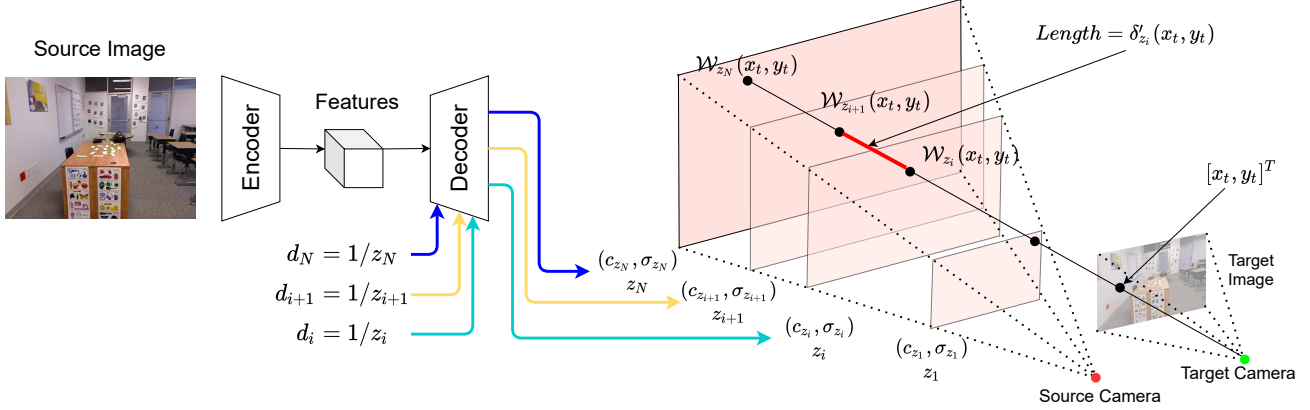 Source Image
Encoder
Features
Decoder
d_N = 1/z_N
d_{i+1} = 1/z_{i+1}
d_i = 1/z_i
(c_{z_N}, σ_{z_N})
z_N
(c_{z_{i+1}}, σ_{z_{i+1}})
z_{i+1}
(c_{z_i}, σ_{z_i})
z_i
(c_{z_1}, σ_{z_1})
z_1
𝒲_{z_N}(x_t, y_t)
𝒲_{z_{i+1}}(x_t, y_t)
𝒲_{z_i}(x_t, y_t)
Length = δ′_{z_i}(x_t, y_t)
[x_t, y_t]^T
Target
Image
Target Camera
Source Camera